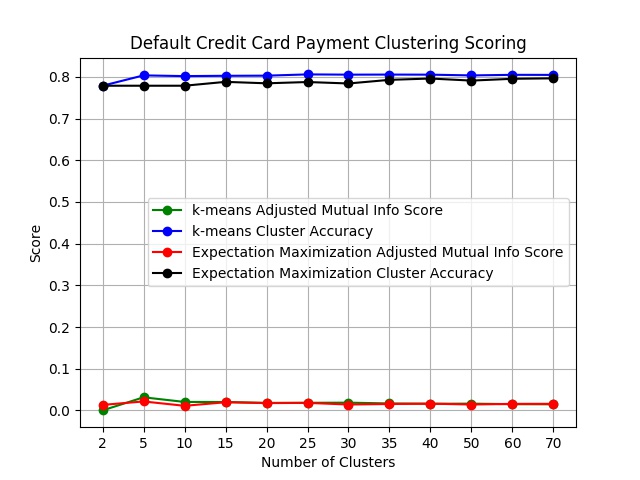 Default Credit Card Payment Clustering Scoring
Score
0.8
0.7
0.6
0.5
0.4
0.3
0.2
0.1
0.0
k-means Adjusted Mutual Info Score
k-means Cluster Accuracy
Expectation Maximization Adjusted Mutual Info Score
Expectation Maximization Cluster Accuracy
2 5 10 15 20 25 30 35 40 50 60 70
Number of Clusters